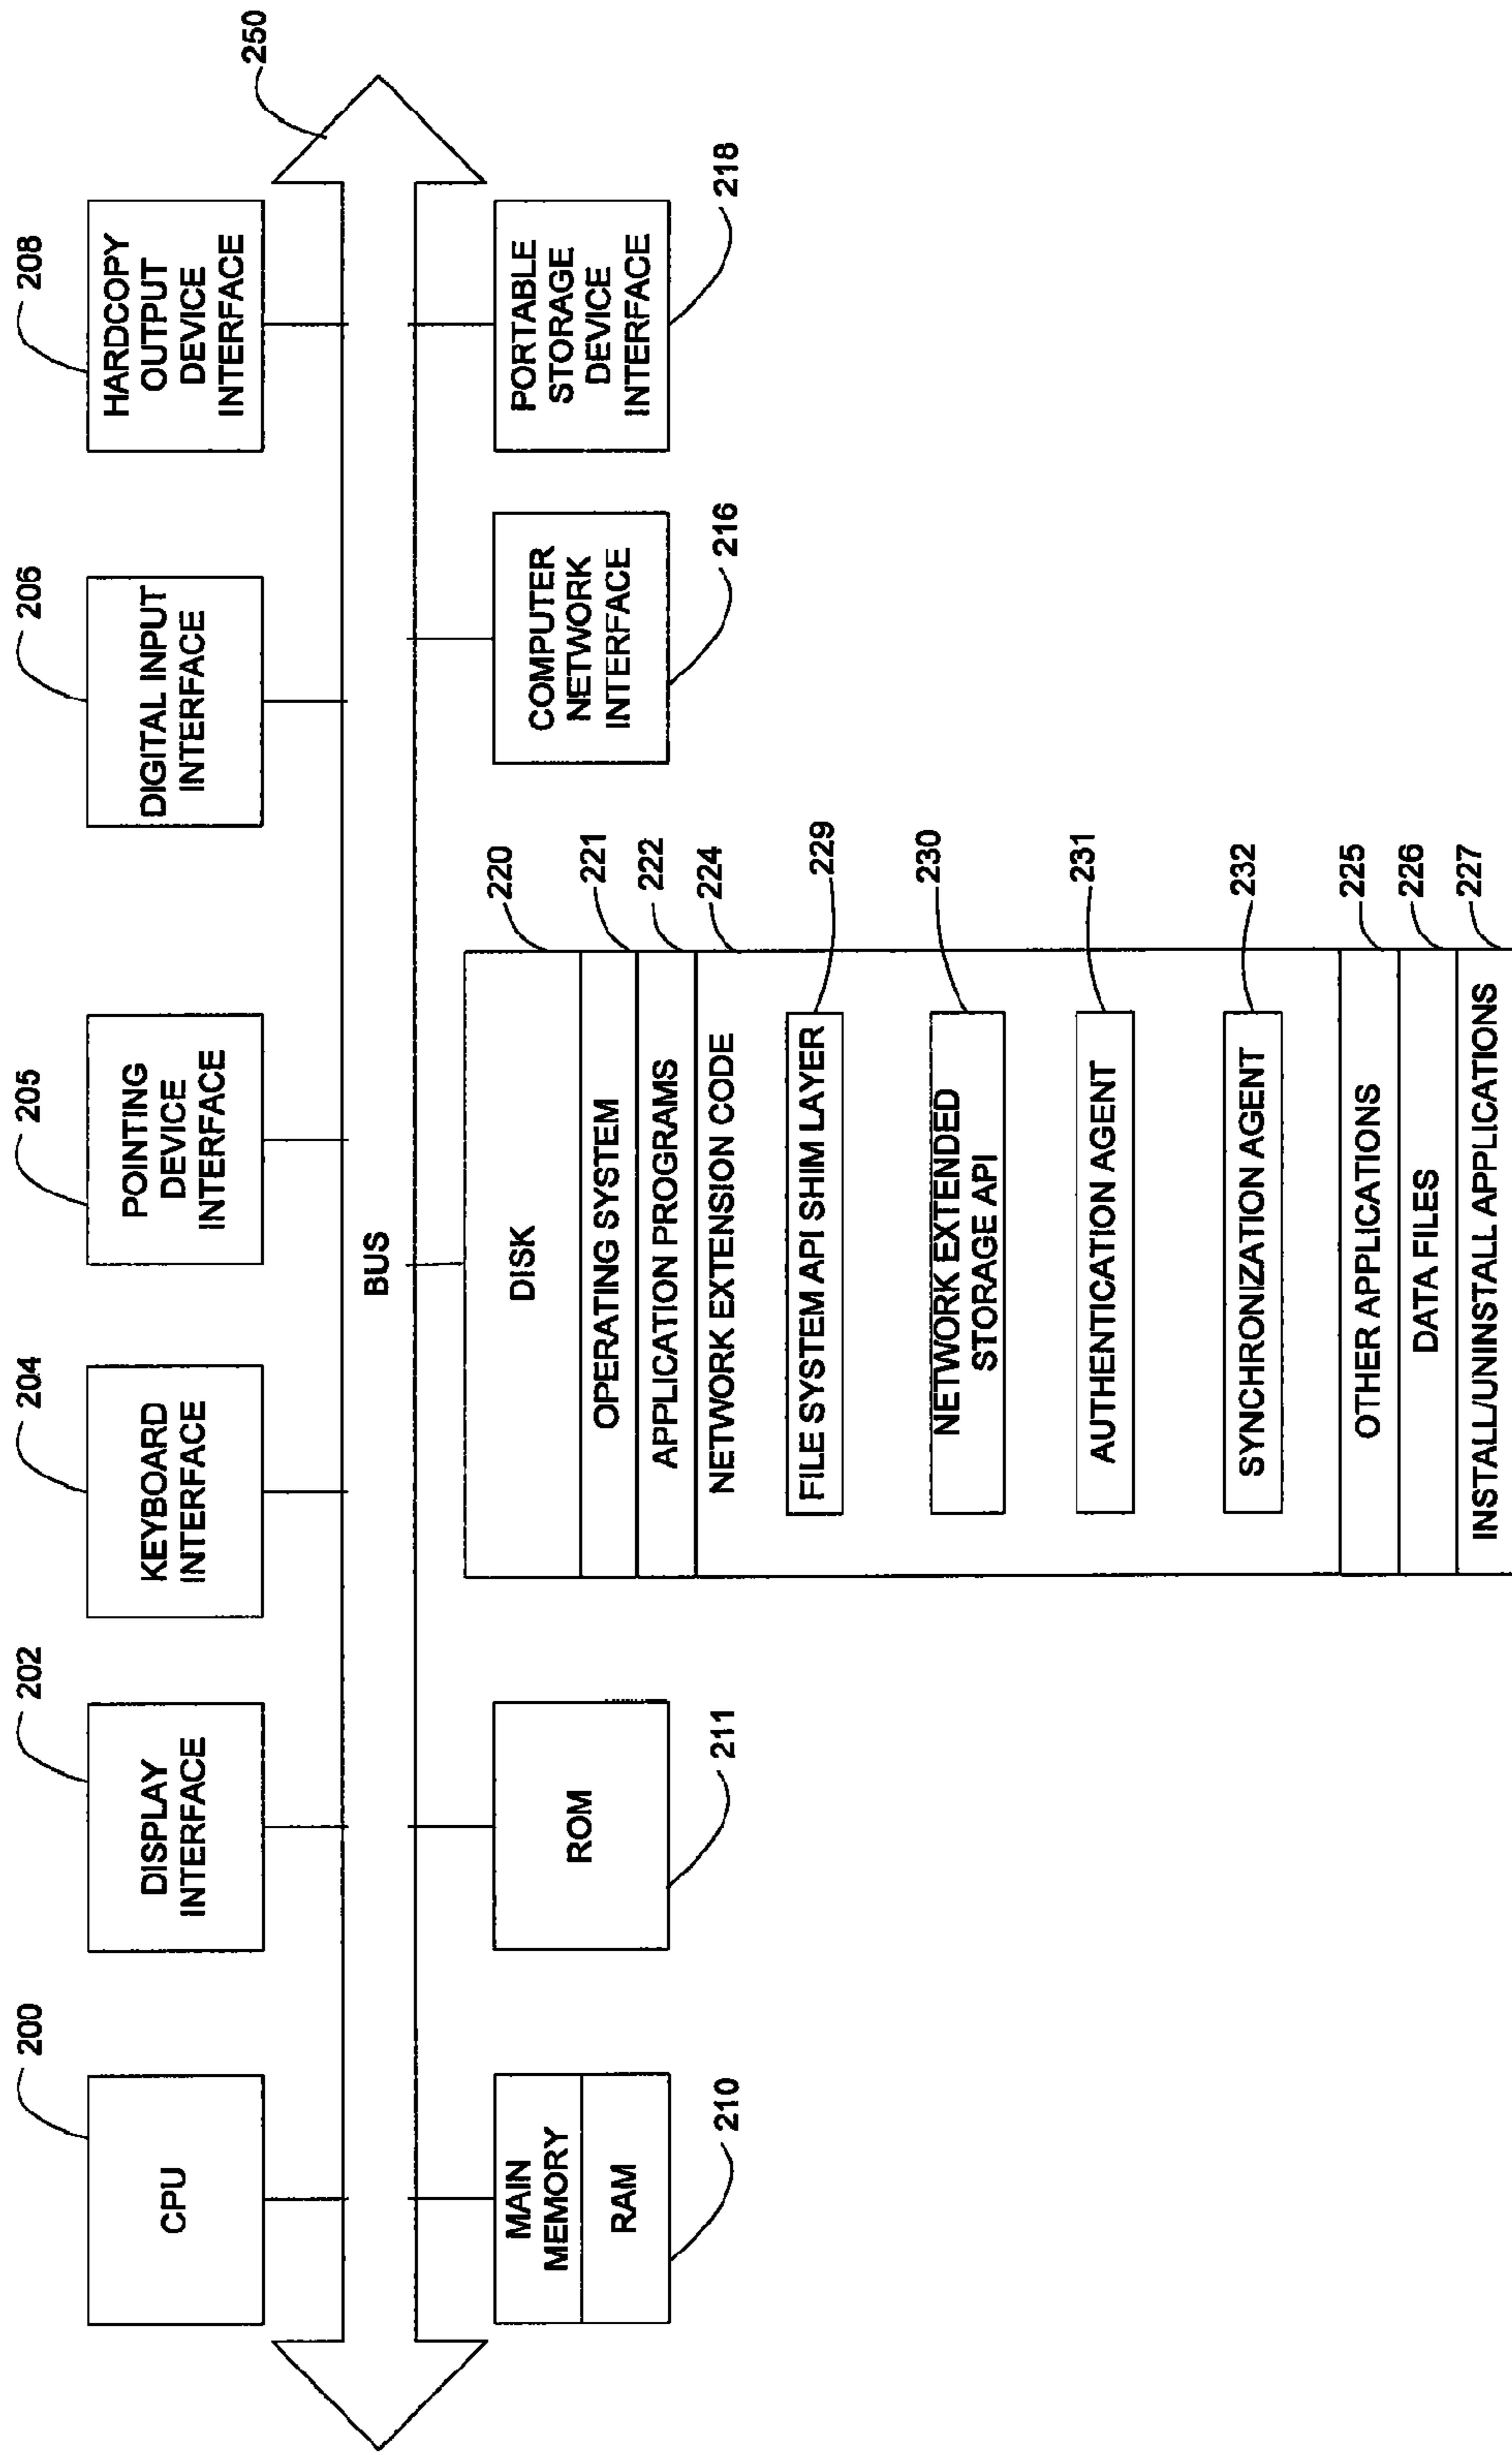 200
CPU
202
DISPLAY
INTERFACE
204
KEYBOARD
INTERFACE
205
POINTING
DEVICE
INTERFACE
206
DIGITAL INPUT
INTERFACE
208
HARDCOPY
OUTPUT
DEVICE
INTERFACE
250
BUS
MAIN
MEMORY
RAM
210
ROM
211
DISK
220
OPERATING SYSTEM
221
APPLICATION PROGRAMS
222
NETWORK EXTENSION CODE
224
FILE SYSTEM API SHIM LAYER
229
NETWORK EXTENDED
STORAGE API
230
AUTHENTICATION AGENT
231
SYNCHRONIZATION AGENT
232
OTHER APPLICATIONS
225
DATA FILES
226
INSTALL/UNINSTALL APPLICATIONS
227
COMPUTER
NETWORK
INTERFACE
216
PORTABLE
STORAGE
DEVICE
INTERFACE
218